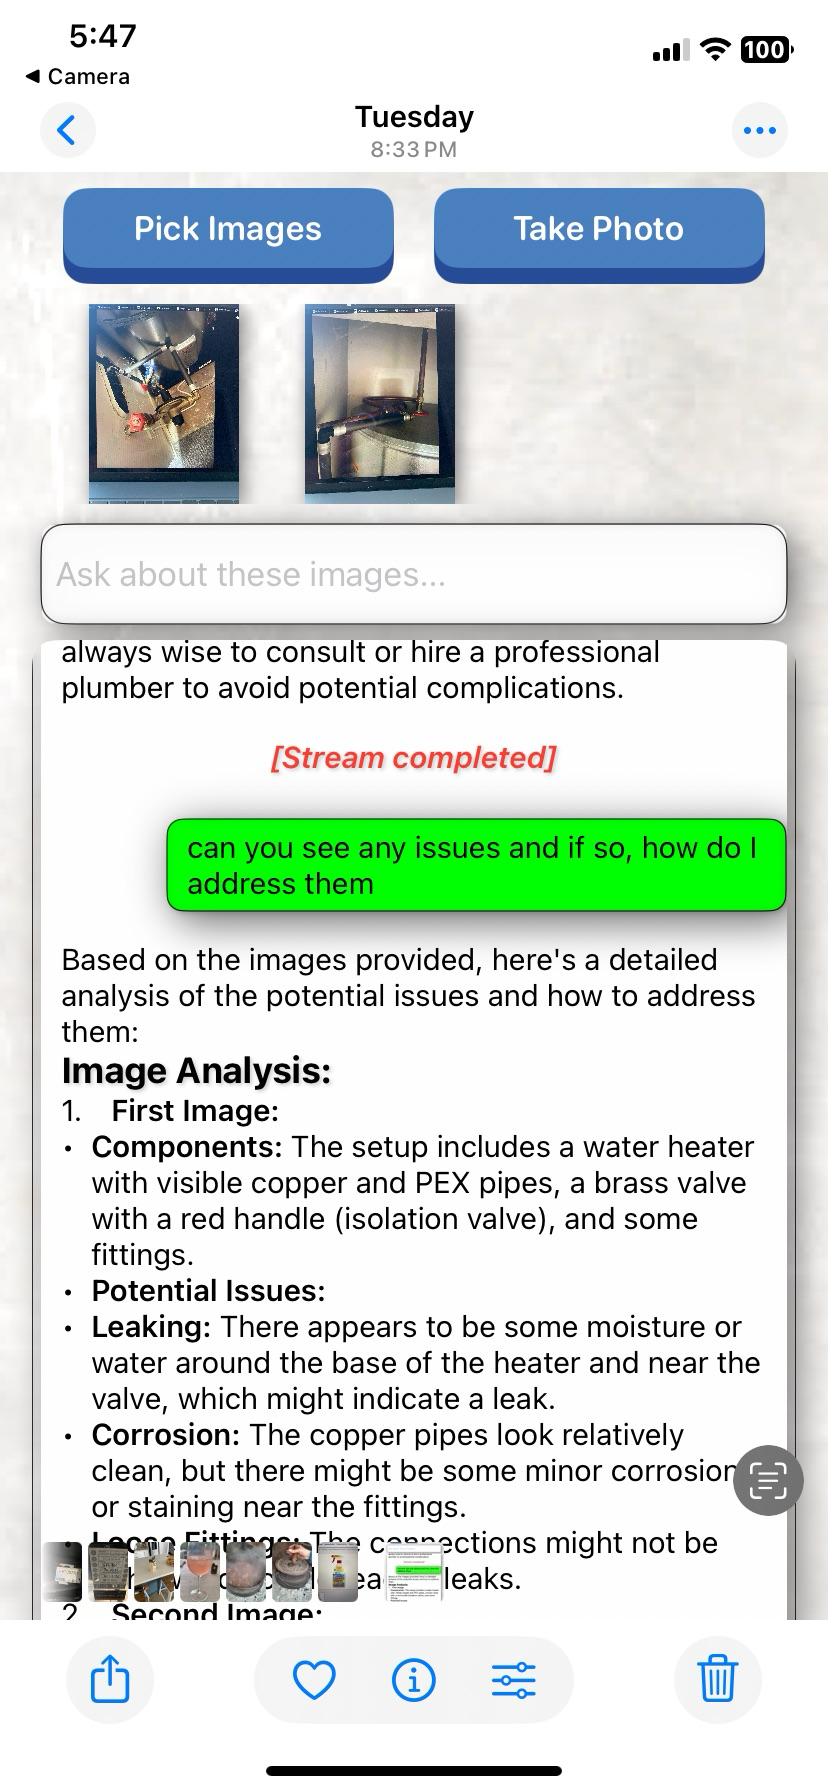 5:47
100
Camera
Tuesday
8:33 PM
Pick Images
Take Photo
Ask about these images...
always wise to consult or hire a professional
plumber to avoid potential complications.
[Stream completed]
can you see any issues and if so, how do I
address them
Based on the images provided, here's a detailed
analysis of the potential issues and how to address
them:
Image Analysis:
1. First Image:
• Components: The setup includes a water heater
with visible copper and PEX pipes, a brass valve
with a red handle (isolation valve), and some
fittings.
• Potential Issues:
• Leaking: There appears to be some moisture or
water around the base of the heater and near the
valve, which might indicate a leak.
• Corrosion: The copper pipes look relatively
clean, but there might be some minor corrosion
or staining near the fittings.
Loose Fittings: The connections might not be
leaks.
2. Second Image: